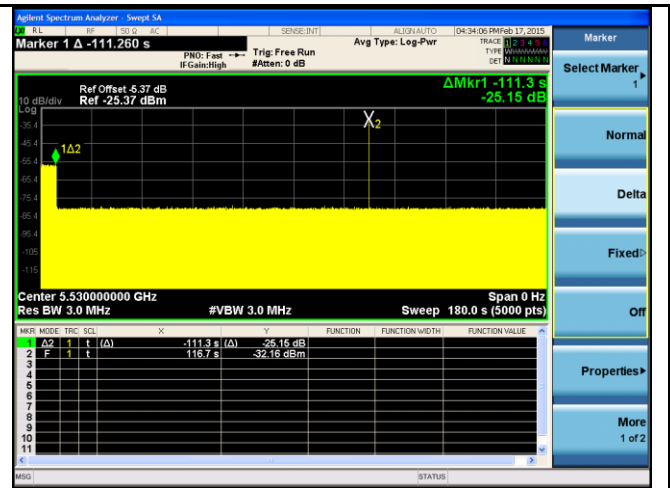 Agilent Spectrum Analyzer - Swept SA
RL RF 50 Ω AC SENSE:INT ALIGN AUTO 04:34:06 PM Feb 17, 2015
Marker 1 Δ -111.260 s
PNO: Fast
IFGain:High
Trig: Free Run
#Atten: 0 dB
Avg Type: Log-Pwr
TRACE 1 2 3 4 5 6
TYPE
DET N N N N N N
Ref Offset -5.37 dB
Ref -25.37 dBm
10 dB/div
Log
ΔMkr1 -111.3 s
-25.15 dB
-35.4
-45.4
-55.4
-65.4
-75.4
-85.4
-95.4
-105
-115
1Δ2
X2
Center 5.530000000 GHz
Span 0 Hz
Res BW 3.0 MHz
#VBW 3.0 MHz
Sweep 180.0 s (5000 pts)
MKR MODE TRC SCL X Y FUNCTION FUNCTION WIDTH FUNCTION VALUE
1 Δ2 1 t (Δ) -111.3 s (Δ) -25.15 dB
2 F 1 t 116.7 s -32.16 dBm
3
4
5
6
7
8
9
10
11
MSG
STATUS
Marker
Select Marker
1
Normal
Delta
Fixed
Off
Properties
More
1 of 2